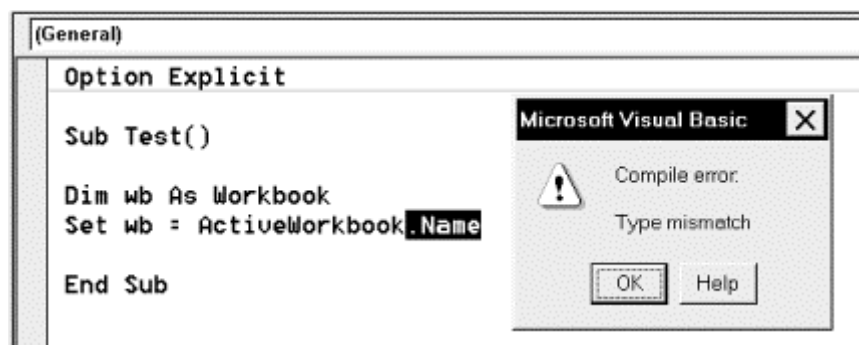 (General)
Option Explicit
Sub Test()
Dim wb As Workbook
Set wb = ActiveWorkbook.Name
End Sub
Microsoft Visual Basic
Compile error:
Type mismatch
OK
Help